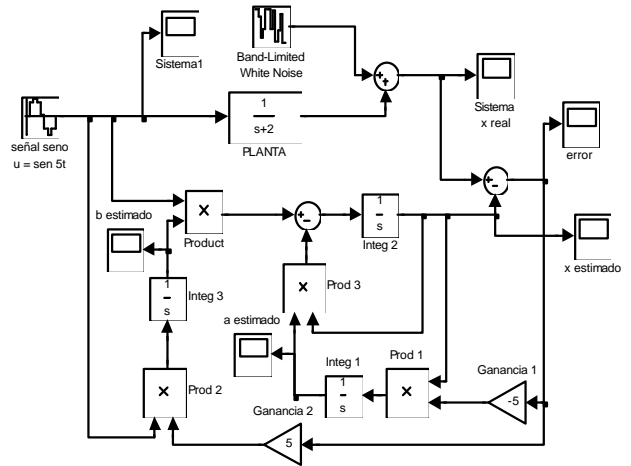 Sistema1
Band-Limited
White Noise
señal seno
u = sen 5t
1
s+2
PLANTA
+
+
Sistema
x real
error
+
−
x estimado
b estimado
×
Product
+
−
1
s
Integ 2
1
s
Integ 3
×
Prod 3
a estimado
Integ 1
1
s
Prod 1
×
Ganancia 1
-5
×
Prod 2
Ganancia 2
5